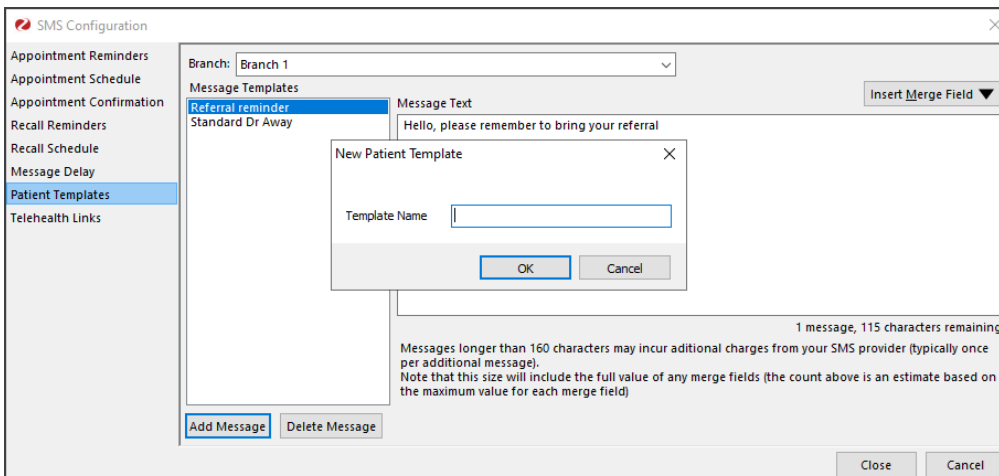 SMS Configuration
Appointment Reminders
Appointment Schedule
Appointment Confirmation
Recall Reminders
Recall Schedule
Message Delay
Patient Templates
Telehealth Links
Branch: Branch 1
Message Templates
Referral reminder
Standard Dr Away
Insert Merge Field
Message Text
Hello, please remember to bring your referral
New Patient Template
Template Name
OK Cancel
1 message, 115 characters remaining
Messages longer than 160 characters may incur aditional charges from your SMS provider (typically once
per additional message).
Note that this size will include the full value of any merge fields (the count above is an estimate based on
the maximum value for each merge field)
Add Message Delete Message
Close Cancel